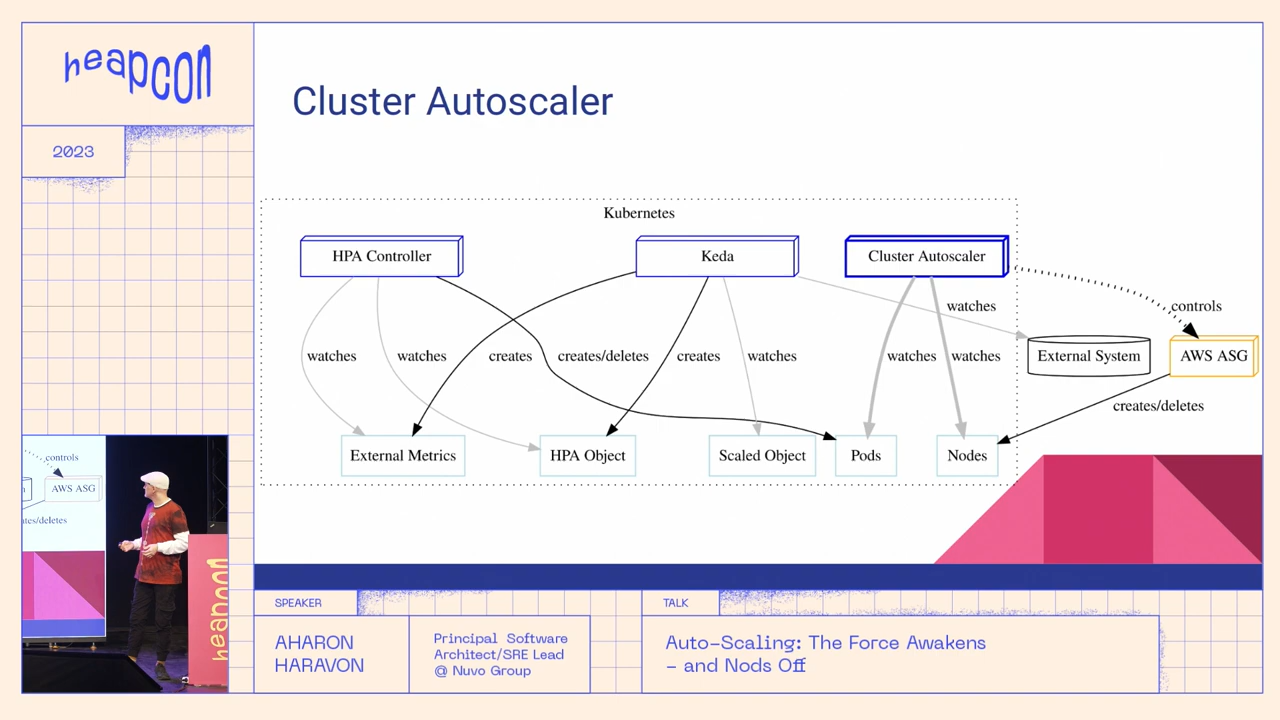 heapcon
2023
Cluster Autoscaler
Kubernetes
HPA Controller
Keda
Cluster Autoscaler
watches
controls
watches
watches
creates
creates/deletes
creates
watches
watches
watches
External System
AWS ASG
creates/deletes
External Metrics
HPA Object
Scaled Object
Pods
Nodes
controls
AWS ASG
creates/deletes
heapcon
SPEAKER
AHARON
HARAVON
Principal Software
Architect/SRE Lead
@ Nuvo Group
TALK
Auto-Scaling: The Force Awakens
- and Nods Off